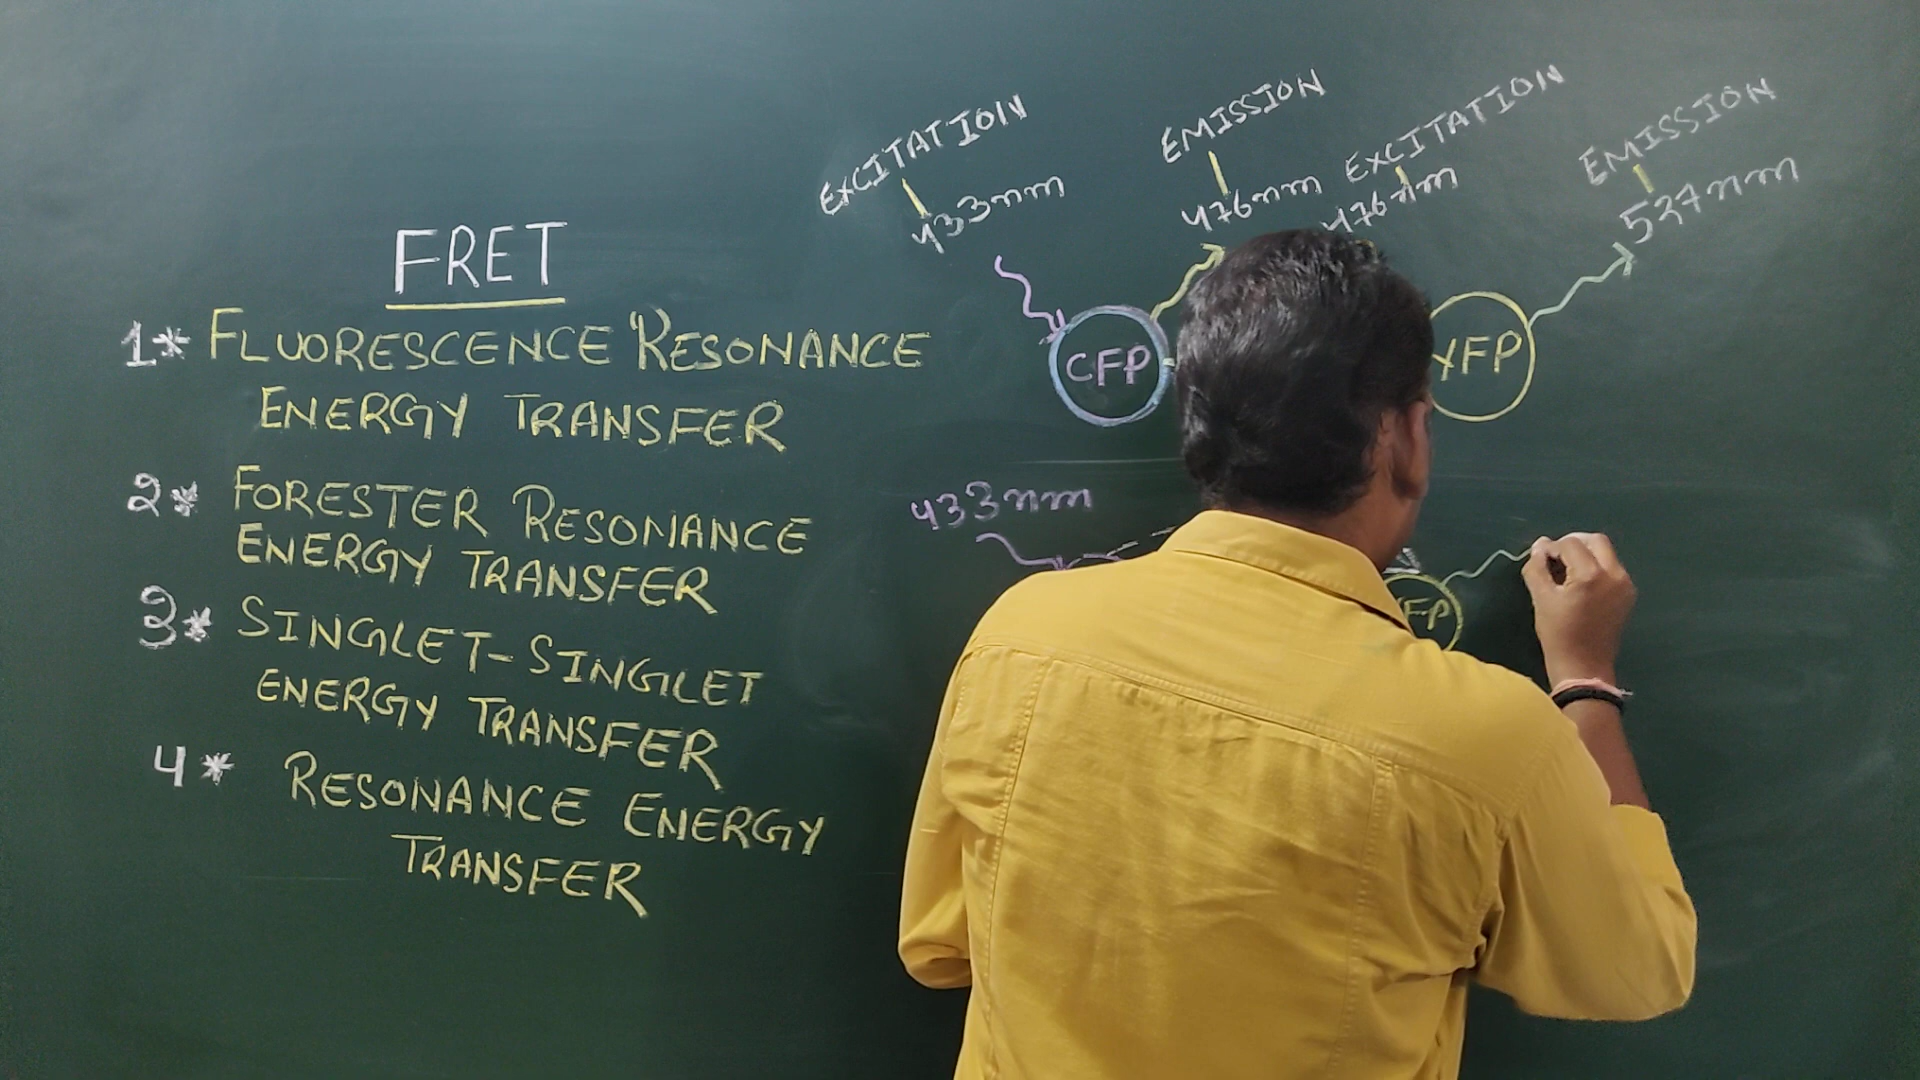 FRET
1* FLUORESCENCE RESONANCE
ENERGY TRANSFER
2* FORESTER RESONANCE
ENERGY TRANSFER
3* SINGLET-SINGLET
ENERGY TRANSFER
4* RESONANCE ENERGY
TRANSFER
EXCITATION
433nm
EMISSION
476nm
EXCITATION
476nm
EMISSION
527nm
CFP
YFP
433nm